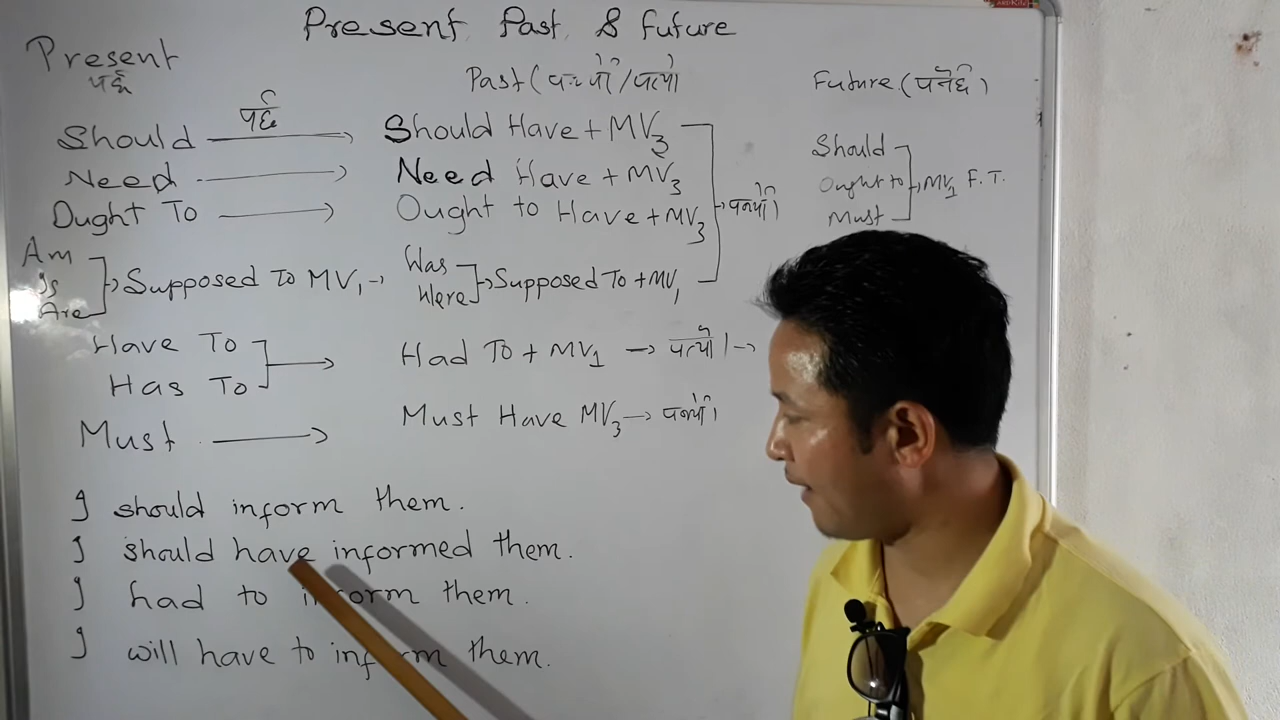 Present, Past, & Future
Present
पर्छ
Past (पर्थ्यो / पर्‍यो)
Future (पर्नेछ)
पर्छ
Should → Should Have + MV3
Need → Need Have + MV3
Ought To → Ought to Have + MV3
Am
Is
Are
Supposed To MV1 →
Was
Were
Supposed To + MV1
Should
Ought to
Must
MV1 F.T.
Have To
Has To
Had To + MV1 →
Must → Must Have MV3 →
I should inform them.
I should have informed them.
I had to inform them.
I will have to inform them.